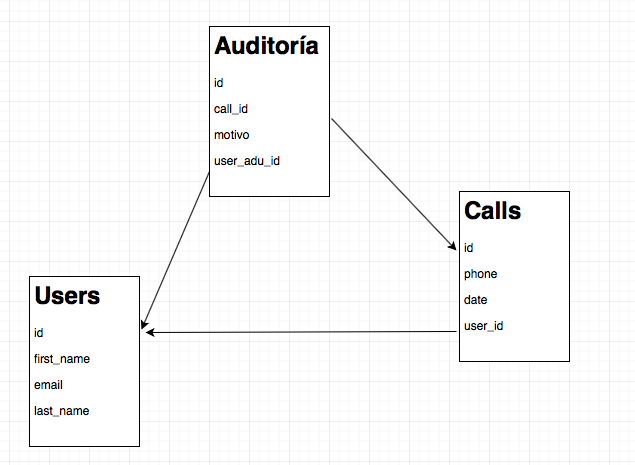 Auditoría
id
call_id
motivo
user_adu_id
Calls
id
phone
date
user_id
Users
id
first_name
email
last_name